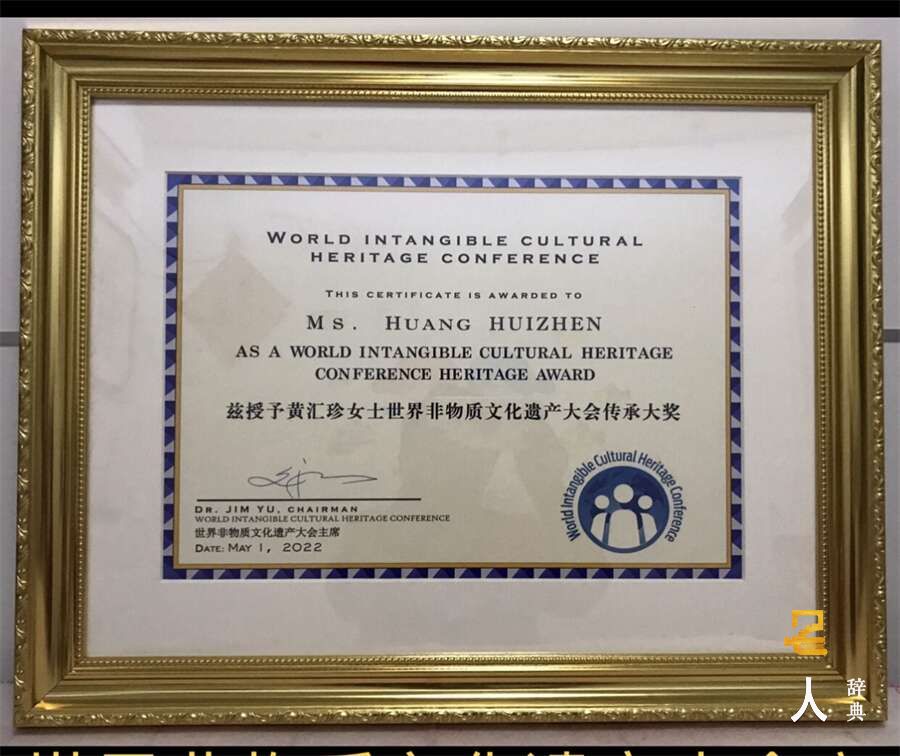 WORLD INTANGIBLE CULTURAL
HERITAGE CONFERENCE
THIS CERTIFICATE IS AWARDED TO
MS. HUANG HUIZHEN
AS A WORLD INTANGIBLE CULTURAL HERITAGE
CONFERENCE HERITAGE AWARD
兹授予黄汇珍女士世界非物质文化遗产大会传承大奖
DR. JIM YU, CHAIRMAN
WORLD INTANGIBLE CULTURAL HERITAGE CONFERENCE
世界非物质文化遗产大会主席
DATE: MAY 1, 2022
World Intangible Cultural Heritage Conference
人
辞典